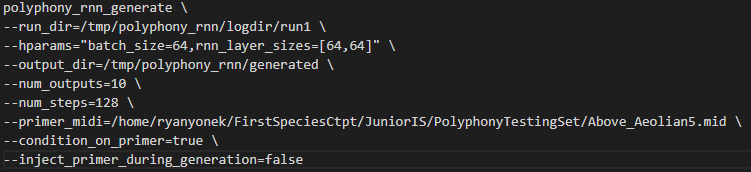 polyphony_rnn_generate \
--run_dir=/tmp/polyphony_rnn/logdir/run1 \
--hparams="batch_size=64,rnn_layer_sizes=[64,64]" \
--output_dir=/tmp/polyphony_rnn/generated \
--num_outputs=10 \
--num_steps=128 \
--primer_midi=/home/ryanyonek/FirstSpeciesCtpt/JuniorIS/PolyphonyTestingSet/Above_Aeolian5.mid \
--condition_on_primer=true \
--inject_primer_during_generation=false